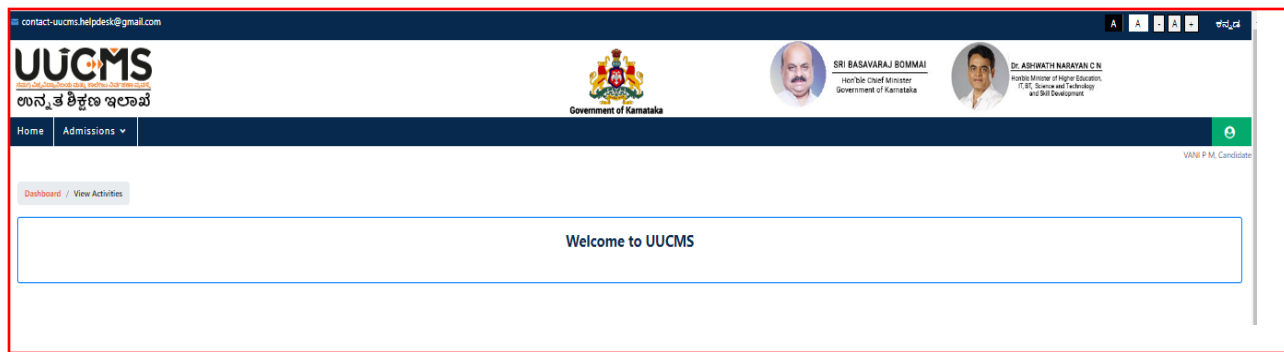 contact-uucms.helpdesk@gmail.com
A A - A + ಕನ್ನಡ
UUCMS
ಉನ್ನತ ಶಿಕ್ಷಣ ಇಲಾಖೆ
Government of Karnataka
SRI BASAVARAJ BOMMAI
Hon'ble Chief Minister
Government of Karnataka
Dr. ASHWATH NARAYAN C N
Hon'ble Minister of Higher Education,
IT, BT, Science and Technology
and Skill Development
Home Admissions
VANI P M, Candidate
Dashboard / View Activities
Welcome to UUCMS